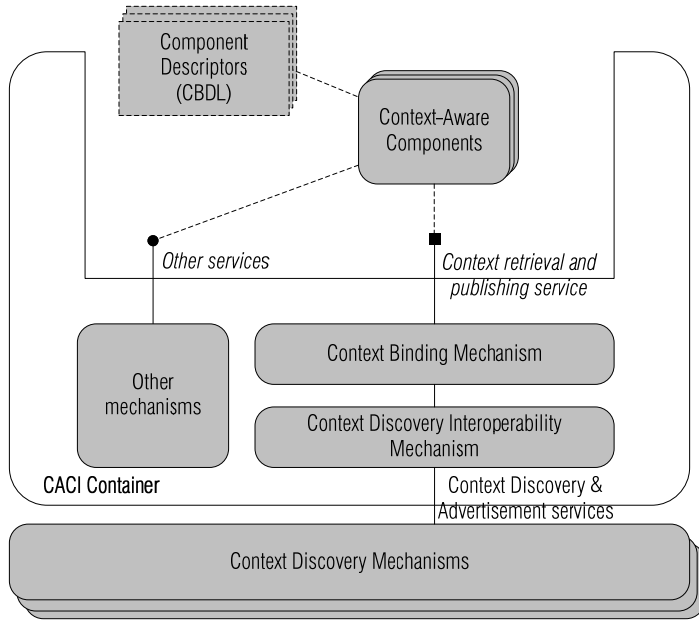 Component
Descriptors
(CBDL)
Context–Aware
Components
Other services
Context retrieval and
publishing service
Context Binding Mechanism
Other
mechanisms
Context Discovery Interoperability
Mechanism
CACI Container
Context Discovery &
Advertisement services
Context Discovery Mechanisms